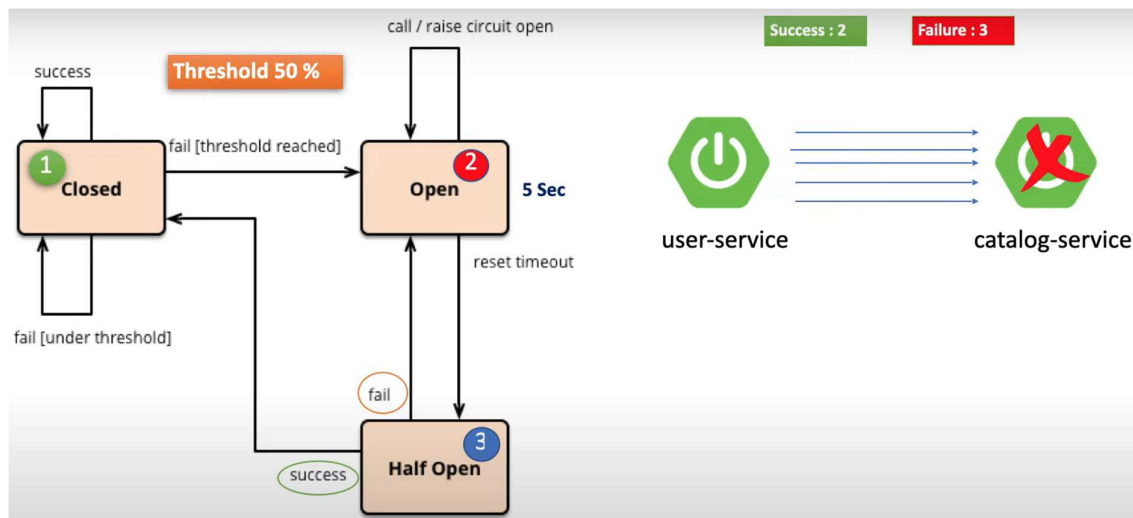 call / raise circuit open
Success : 2
Failure : 3
Threshold 50 %
success
fail [threshold reached]
1
Closed
2
Open
5 Sec
user-service
catalog-service
reset timeout
fail [under threshold]
fail
3
Half Open
success